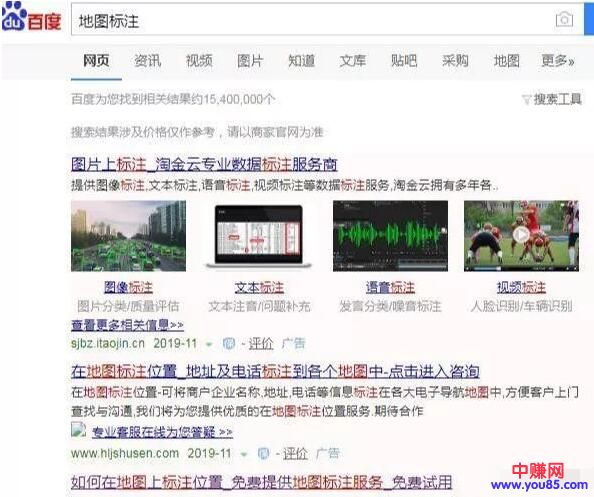 Bai du 百度 地图标注
网页 资讯 视频 图片 知道 文库 贴吧 采购 地图 更多»
百度为您找到相关结果约15,400,000个 搜索工具
搜索结果涉及价格仅作参考，请以商家官网为准
图片上标注_淘金云专业数据标注服务商
提供图像标注,文本标注,语音标注,视频标注等数据标注服务,淘金云拥有多年各..
图像标注 文本标注 语音标注 视频标注
图片分类/质量评估 文本注音/问题补充 发言分类/噪音标注 人脸识别/车辆识别
查看更多相关信息>>
sjbz.itaojin.cn 2019-11 - 评价 广告
在地图标注位置_地址及电话标注到各个地图中-点击进入咨询
在地图标注位置-可将商户企业名称,地址,电话等信息标注在各大电子导航地图中,方便客户上门
查找与沟通,我们将为您提供优质的在地图标注位置服务.期待合作
专业客服在线为您答疑 >>
www.hljshusen.com 2019-11 - 评价 广告
如何在地图上标注位置_免费提供地图标注服务_免费试用
中赚网
www.you85.com